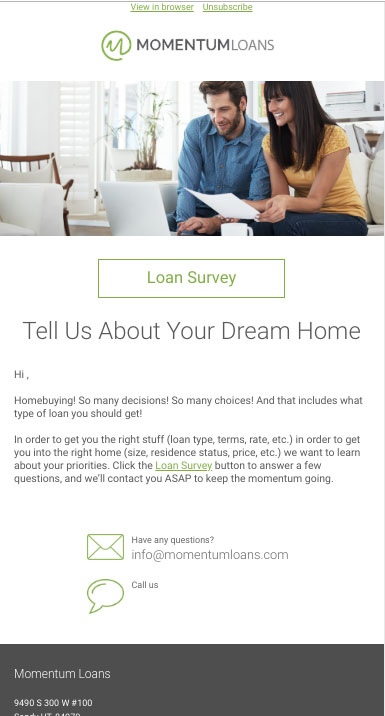 View in browser Unsubscribe
MOMENTUMLOANS
Loan Survey
Tell Us About Your Dream Home
Hi ,
Homebuying! So many decisions! So many choices! And that includes what
type of loan you should get!
In order to get you the right stuff (loan type, terms, rate, etc.) in order to get
you into the right home (size, residence status, price, etc.) we want to learn
about your priorities. Click the Loan Survey button to answer a few
questions, and we'll contact you ASAP to keep the momentum going.
Have any questions?
info@momentumloans.com
Call us
Momentum Loans
9490 S 300 W #100